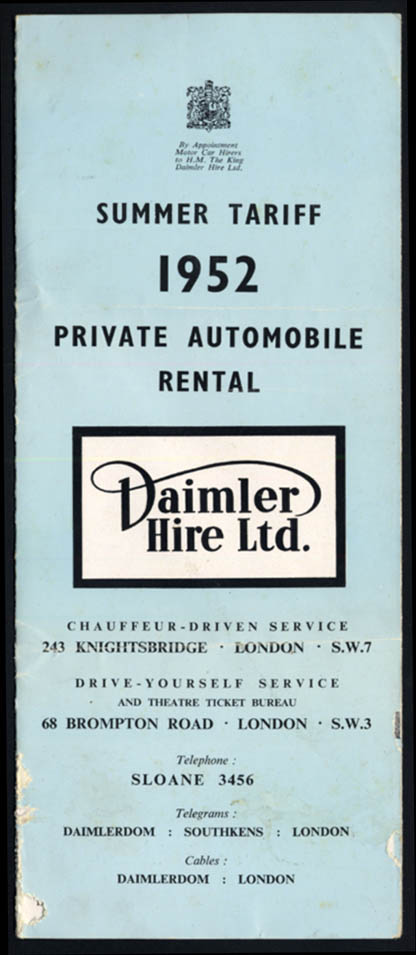 By Appointment
Motor Car Hirers
to H.M. The King
Daimler Hire Ltd.
SUMMER TARIFF
1952
PRIVATE AUTOMOBILE
RENTAL
Daimler
Hire Ltd.
CHAUFFEUR-DRIVEN SERVICE
243 KNIGHTSBRIDGE · LONDON · S.W.7
DRIVE-YOURSELF SERVICE
AND THEATRE TICKET BUREAU
68 BROMPTON ROAD · LONDON · S.W.3
Telephone :
SLOANE 3456
Telegrams :
DAIMLERDOM : SOUTHKENS : LONDON
Cables :
DAIMLERDOM : LONDON